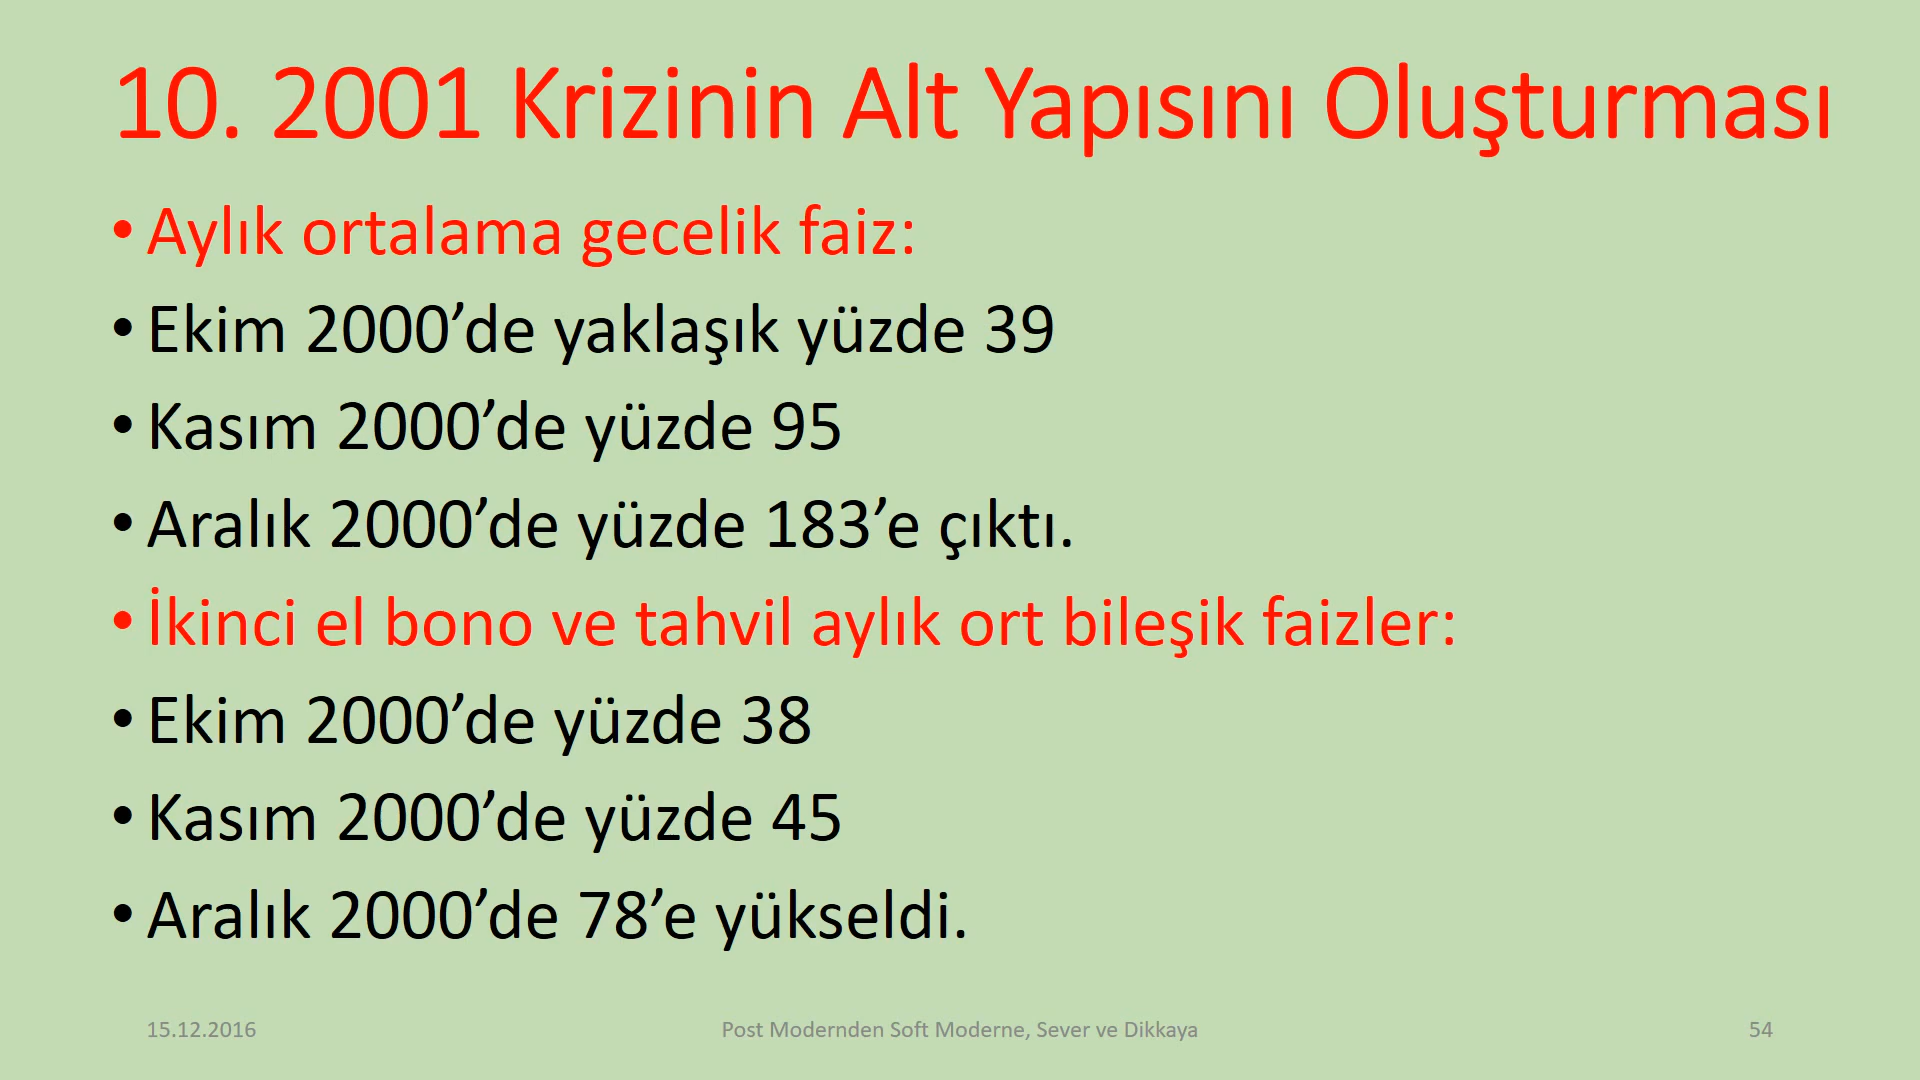 10. 2001 Krizinin Alt Yapısını Oluşturması
• Aylık ortalama gecelik faiz:
• Ekim 2000’de yaklaşık yüzde 39
• Kasım 2000’de yüzde 95
• Aralık 2000’de yüzde 183’e çıktı.
• İkinci el bono ve tahvil aylık ort bileşik faizler:
• Ekim 2000’de yüzde 38
• Kasım 2000’de yüzde 45
• Aralık 2000’de 78’e yükseldi.
15.12.2016 Post Modernden Soft Moderne, Sever ve Dikkaya 54